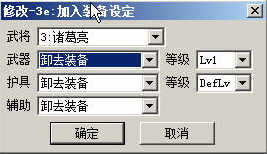 修改-3e:加入装备设定
武将 3:诸葛亮
武器 卸去装备 等级 Lv1
护具 卸去装备 等级 DefLv
辅助 卸去装备
确定 取消